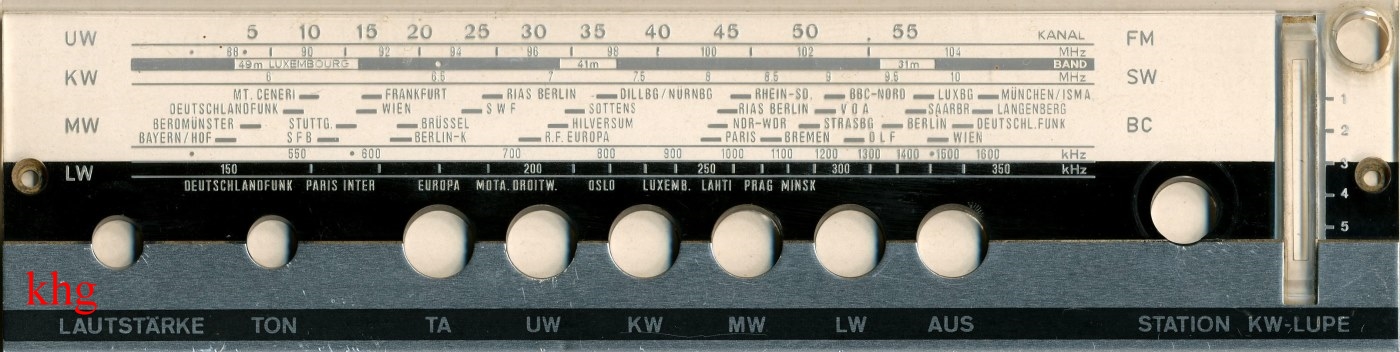 UW 5 10 15 20 25 30 35 40 45 50 55 KANAL FM
88 90 92 94 96 98 100 102 104 MHz
49m LUXEMBOURG 41m 31m BAND
KW 6 6.5 7 7.5 8 8.5 9 9.5 10 MHz SW
MT. CENERI FRANKFURT RIAS BERLIN DILLBG/NÜRNBG RHEIN-SD. BBC-NORD LUXBG MÜNCHEN/ISMA.
DEUTSCHLANDFUNK WIEN SWF SOTTENS RIAS BERLIN VOA SAARBR LANGENBERG
MW BEROMÜNSTER STUTTG. BRÜSSEL HILVERSUM NDR-WDR STRASBG BERLIN DEUTSCHL.FUNK BC
BAYERN/HOF SFB BERLIN-K R.F. EUROPA PARIS BREMEN DLF WIEN
550 600 700 800 900 1000 1100 1200 1300 1400 1500 1600 kHz
LW 150 200 250 300 350 kHz
DEUTSCHLANDFUNK PARIS INTER EUROPA MOTA.DROITW. OSLO LUXEMB. LAHTI PRAG MINSK
1
2
3
4
5
khg
LAUTSTÄRKE TON TA UW KW MW LW AUS STATION KW-LUPE